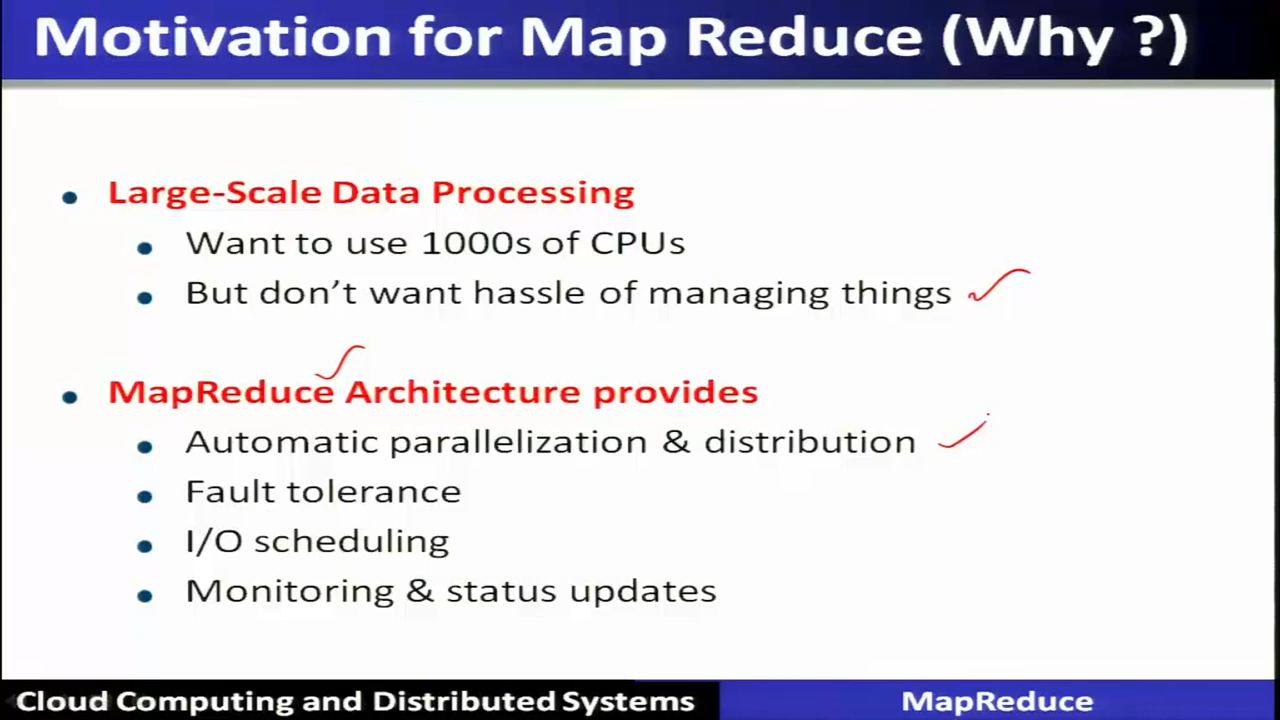 Motivation for Map Reduce (Why ?)
Large-Scale Data Processing
Want to use 1000s of CPUs
But don't want hassle of managing things
MapReduce Architecture provides
Automatic parallelization & distribution
Fault tolerance
I/O scheduling
Monitoring & status updates
Cloud Computing and Distributed Systems
MapReduce